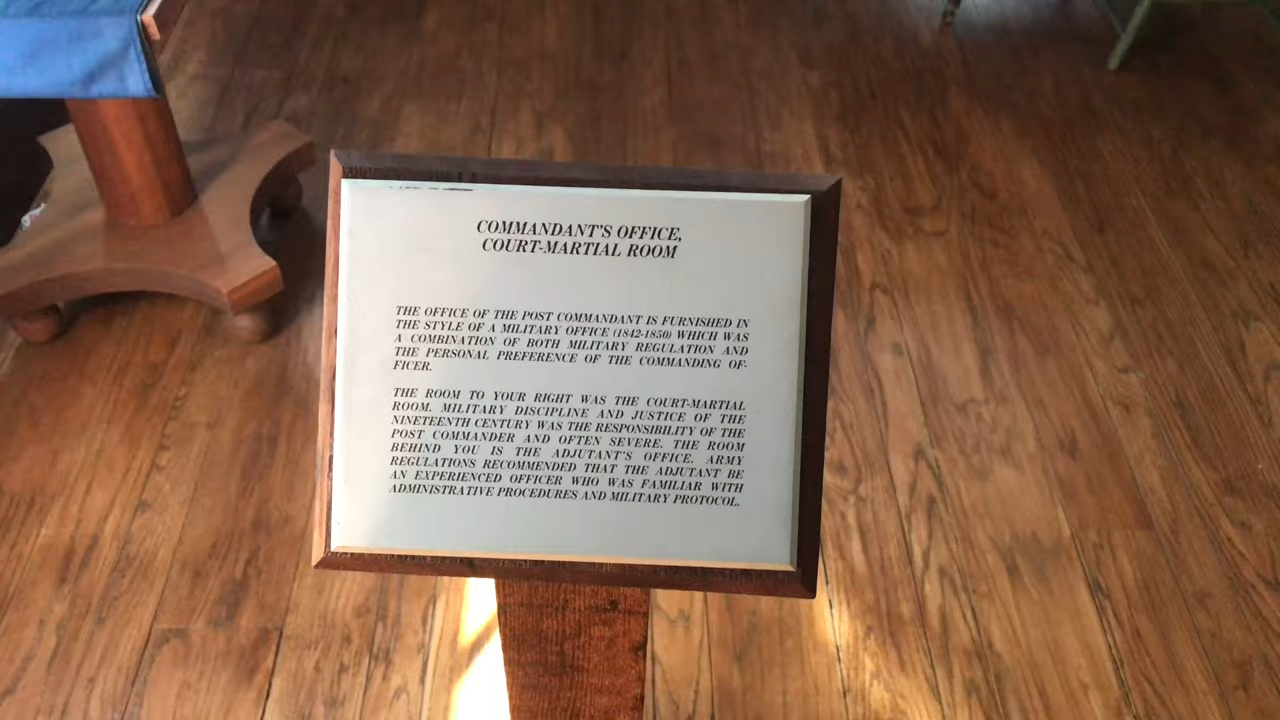 COMMANDANT'S OFFICE,
COURT-MARTIAL ROOM
THE OFFICE OF THE POST COMMANDANT IS FURNISHED IN
THE STYLE OF A MILITARY OFFICE (1842-1850) WHICH WAS
A COMBINATION OF BOTH MILITARY REGULATION AND
THE PERSONAL PREFERENCE OF THE COMMANDING OF-
FICER.
THE ROOM TO YOUR RIGHT WAS THE COURT-MARTIAL
ROOM. MILITARY DISCIPLINE AND JUSTICE OF THE
NINETEENTH CENTURY WAS THE RESPONSIBILITY OF THE
POST COMMANDER AND OFTEN SEVERE. THE ROOM
BEHIND YOU IS THE ADJUTANT'S OFFICE. ARMY
REGULATIONS RECOMMENDED THAT THE ADJUTANT BE
AN EXPERIENCED OFFICER WHO WAS FAMILIAR WITH
ADMINISTRATIVE PROCEDURES AND MILITARY PROTOCOL.